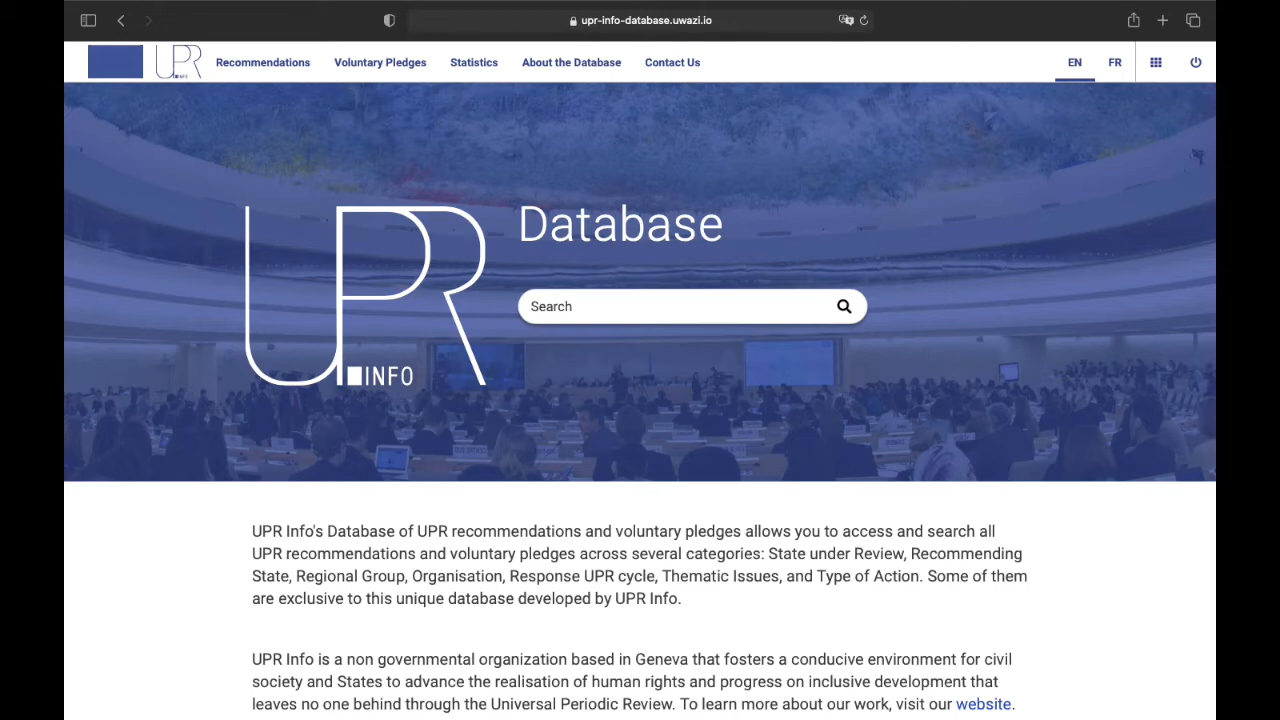 upr-info-database.uwazi.io
UPR
INFO
Recommendations
Voluntary Pledges
Statistics
About the Database
Contact Us
EN
FR
UPR
INFO
Database
Search
UPR Info's Database of UPR recommendations and voluntary pledges allows you to access and search all
UPR recommendations and voluntary pledges across several categories: State under Review, Recommending
State, Regional Group, Organisation, Response UPR cycle, Thematic Issues, and Type of Action. Some of them
are exclusive to this unique database developed by UPR Info.
UPR Info is a non governmental organization based in Geneva that fosters a conducive environment for civil
society and States to advance the realisation of human rights and progress on inclusive development that
leaves no one behind through the Universal Periodic Review. To learn more about our work, visit our website.